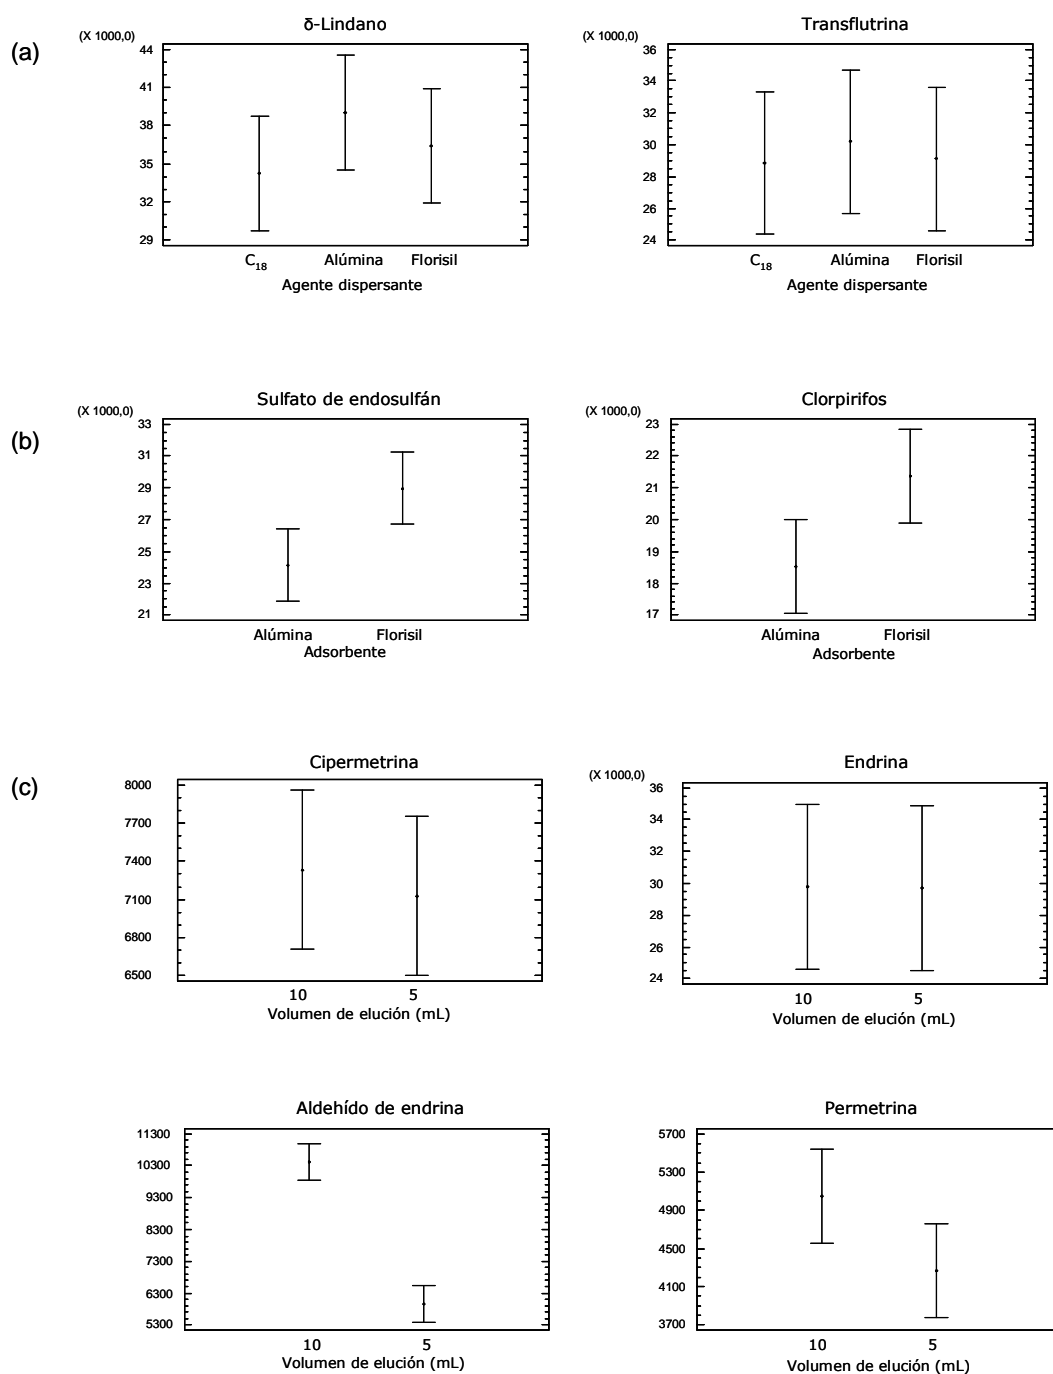 (a)
δ-Lindano
(X 1000,0)
44
41
38
35
32
29
C18 Alúmina Florisil
Agente dispersante
Transflutrina
(X 1000,0)
36
34
32
30
28
26
24
C18 Alúmina Florisil
Agente dispersante
(b)
Sulfato de endosulfán
(X 1000,0)
33
31
29
27
25
23
21
Alúmina Florisil
Adsorbente
Clorpirifos
(X 1000,0)
23
22
21
20
19
18
17
Alúmina Florisil
Adsorbente
(c)
Cipermetrina
8000
7700
7400
7100
6800
6500
10 5
Volumen de elución (mL)
Endrina
(X 1000,0)
36
34
32
30
28
26
24
10 5
Volumen de elución (mL)
Aldehído de endrina
11300
10300
9300
8300
7300
6300
5300
10 5
Volumen de elución (mL)
Permetrina
5700
5300
4900
4500
4100
3700
10 5
Volumen de elución (mL)